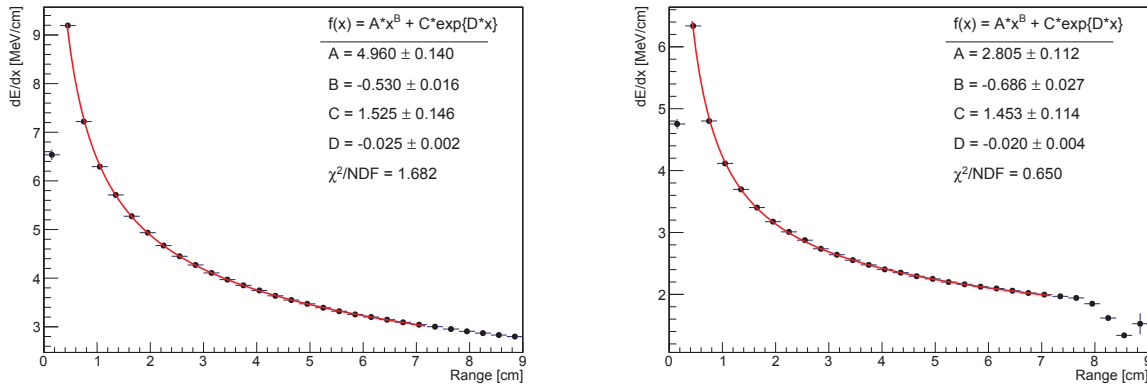 f(x) = A*x^B + C*exp{D*x}
A = 4.960 ± 0.140
B = -0.530 ± 0.016
C = 1.525 ± 0.146
D = -0.025 ± 0.002
χ²/NDF = 1.682
dE/dx [MeV/cm]
9
8
7
6
5
4
3
0 1 2 3 4 5 6 7 8 9
Range [cm]
f(x) = A*x^B + C*exp{D*x}
A = 2.805 ± 0.112
B = -0.686 ± 0.027
C = 1.453 ± 0.114
D = -0.020 ± 0.004
χ²/NDF = 0.650
dE/dx [MeV/cm]
6
5
4
3
2
0 1 2 3 4 5 6 7 8 9
Range [cm]